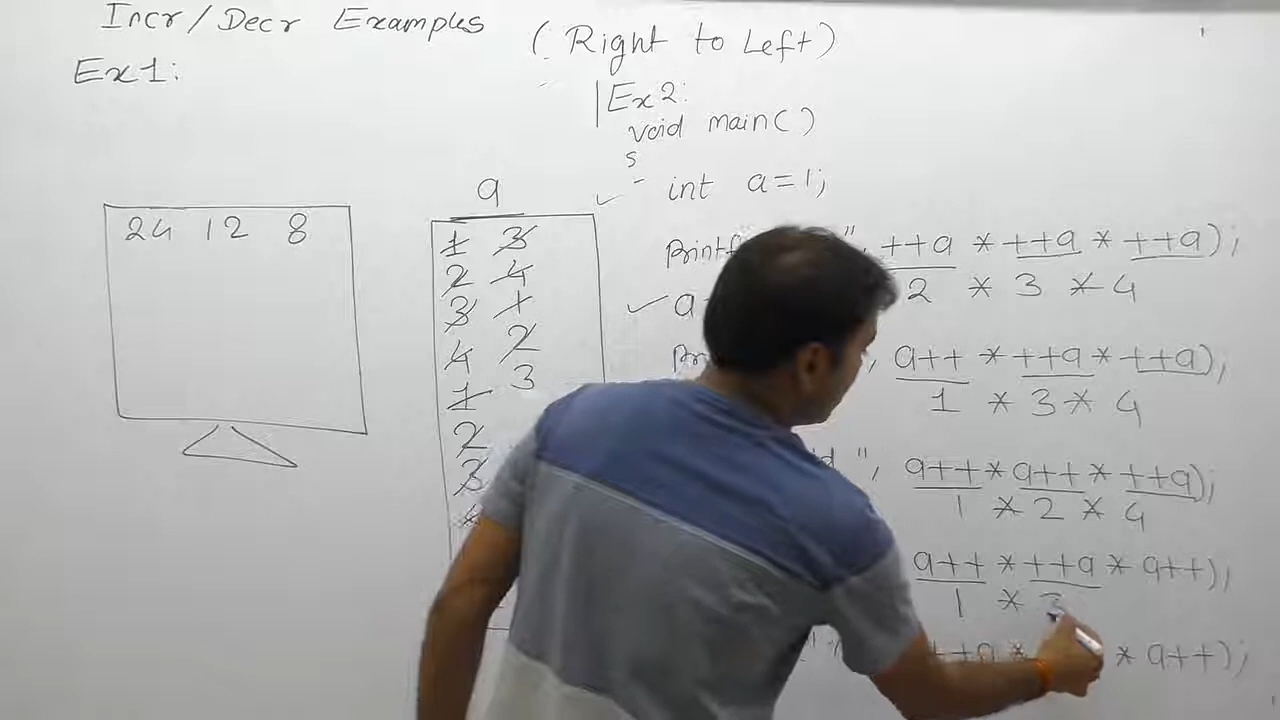 Incr/Decr Examples (Right to Left)
Ex1:
24 12 8
a
1 3
2 4
3 1
4 2
1 3
2
3
Ex2:
void main()
int a=1;
printf ", ++a * ++a * ++a);
2 * 3 * 4
a
, a++ * ++a * ++a);
1 * 3 * 4
", a++ * a++ * ++a);
1 * 2 * 4
a++ * ++a * a++);
1 * 3
++a * * a++);